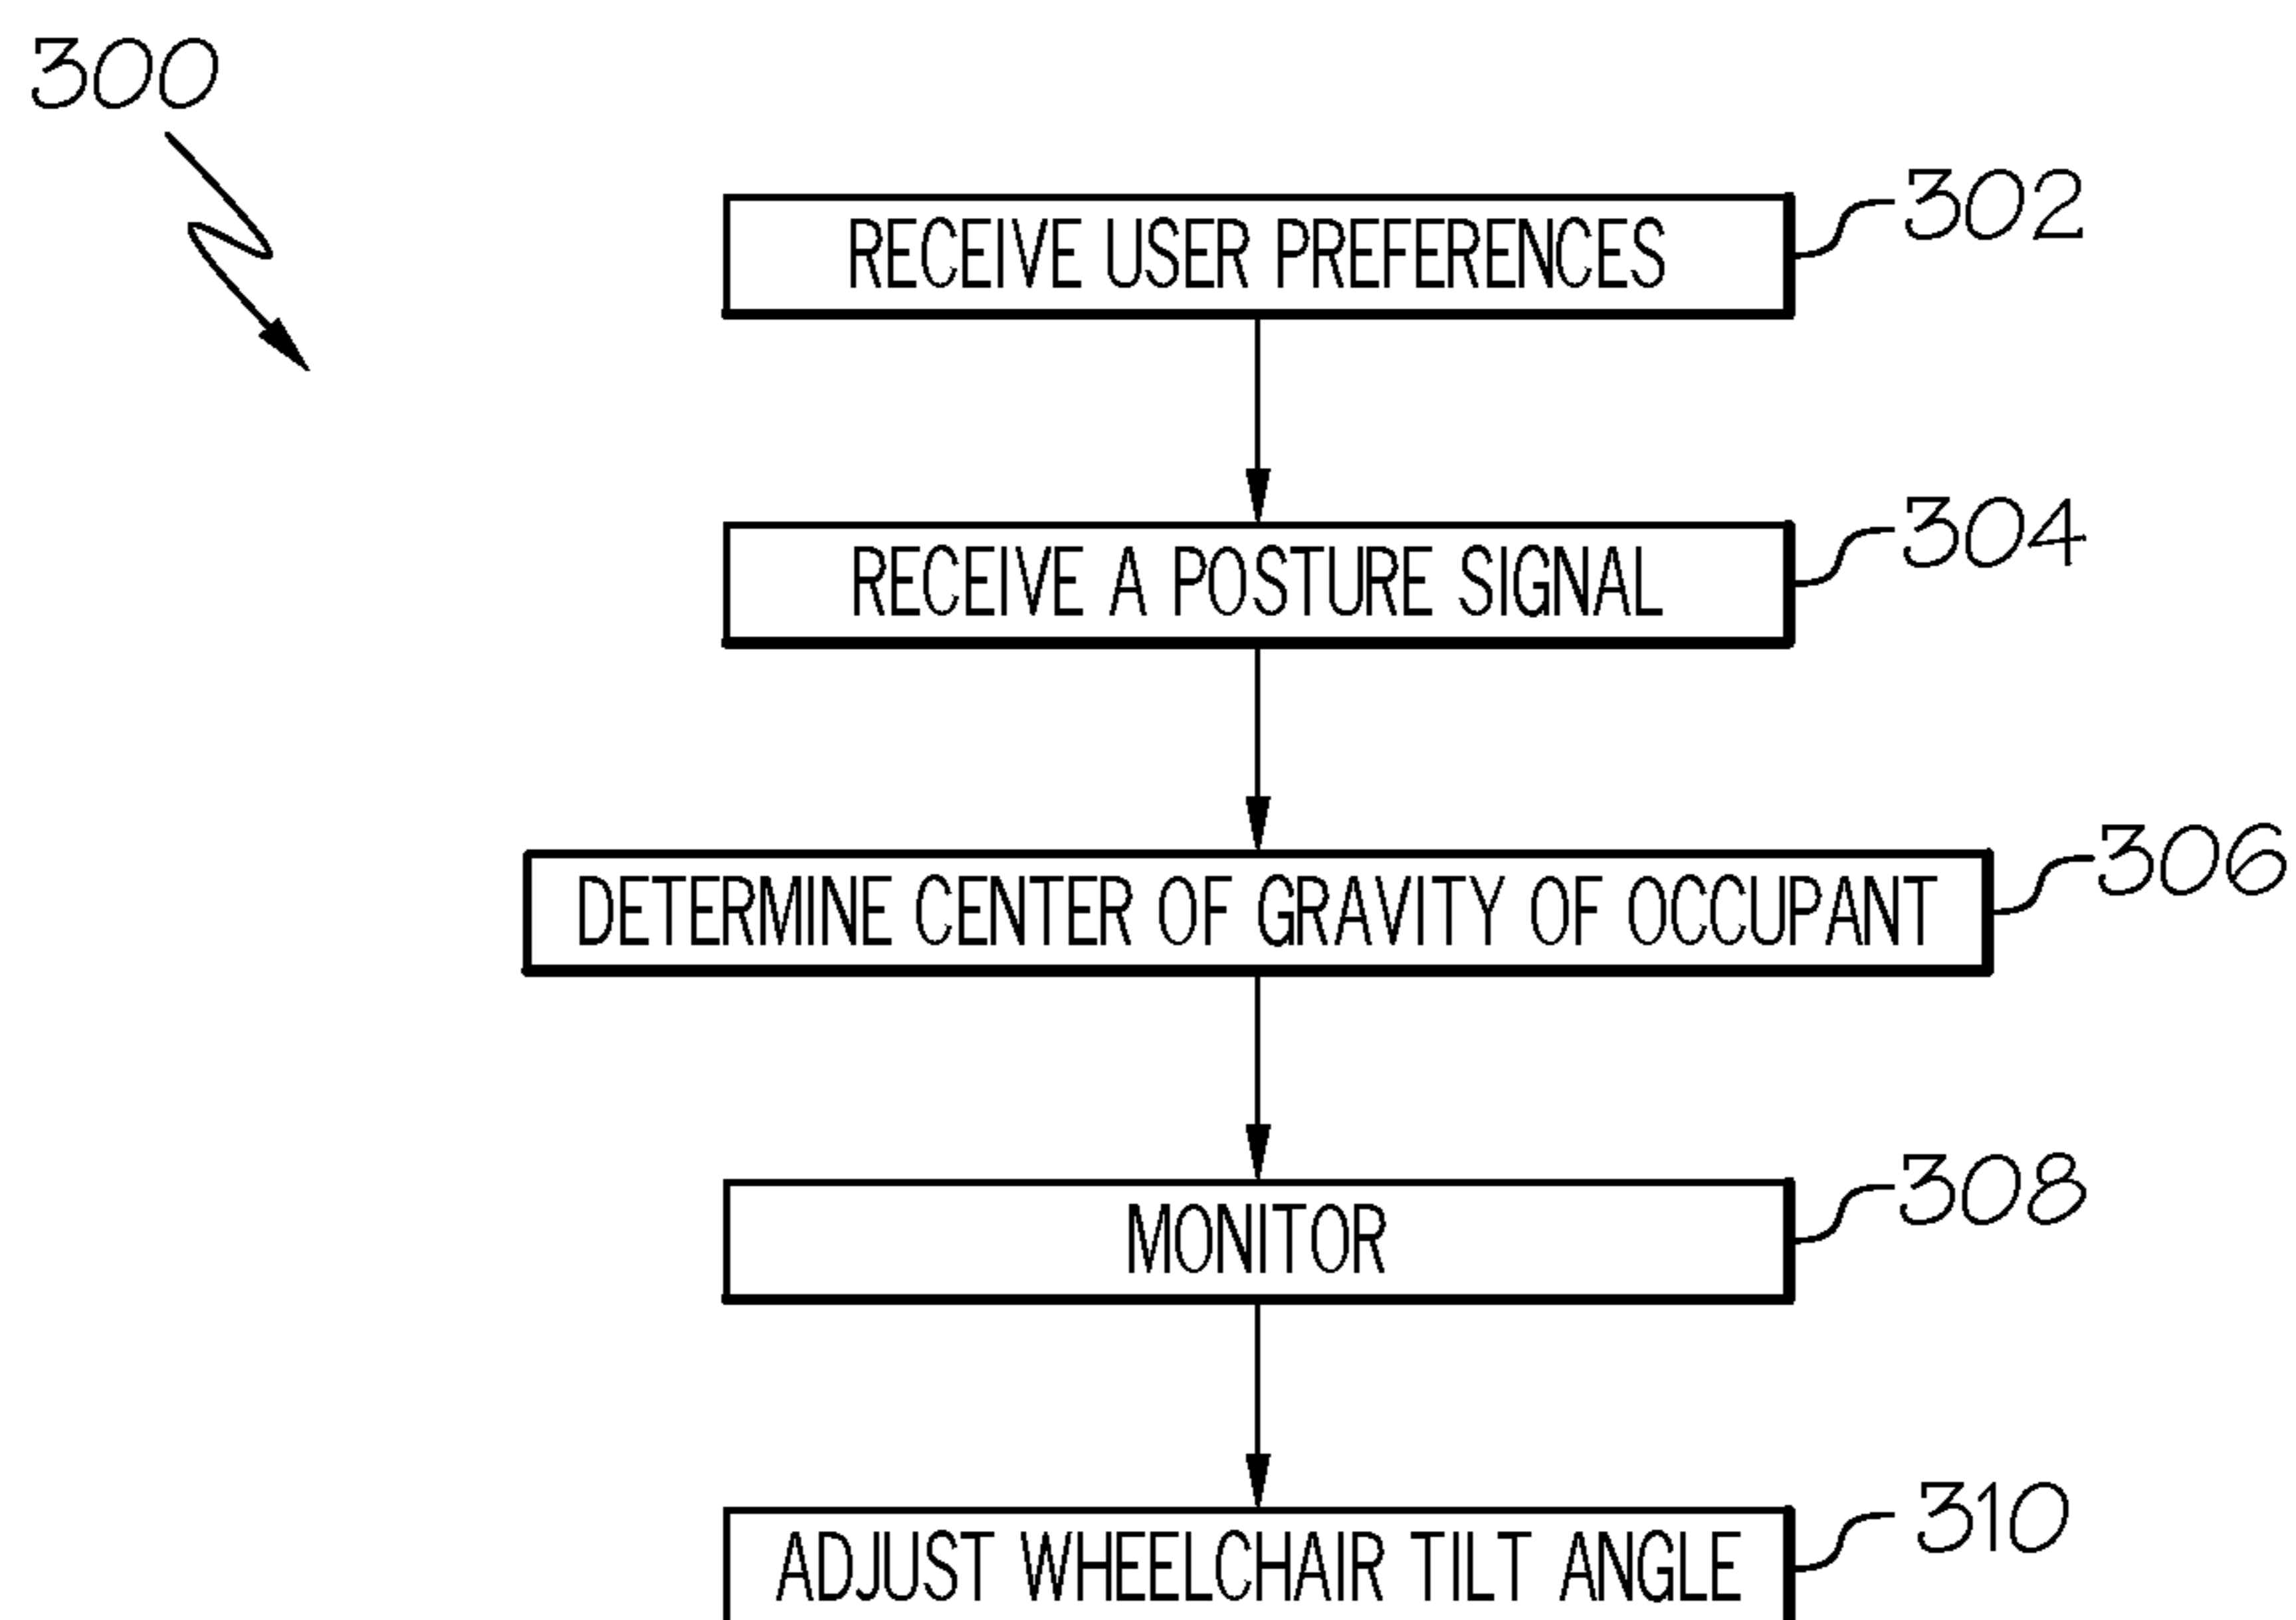 300
RECEIVE USER PREFERENCES
302
RECEIVE A POSTURE SIGNAL
304
DETERMINE CENTER OF GRAVITY OF OCCUPANT
306
MONITOR
308
ADJUST WHEELCHAIR TILT ANGLE
310